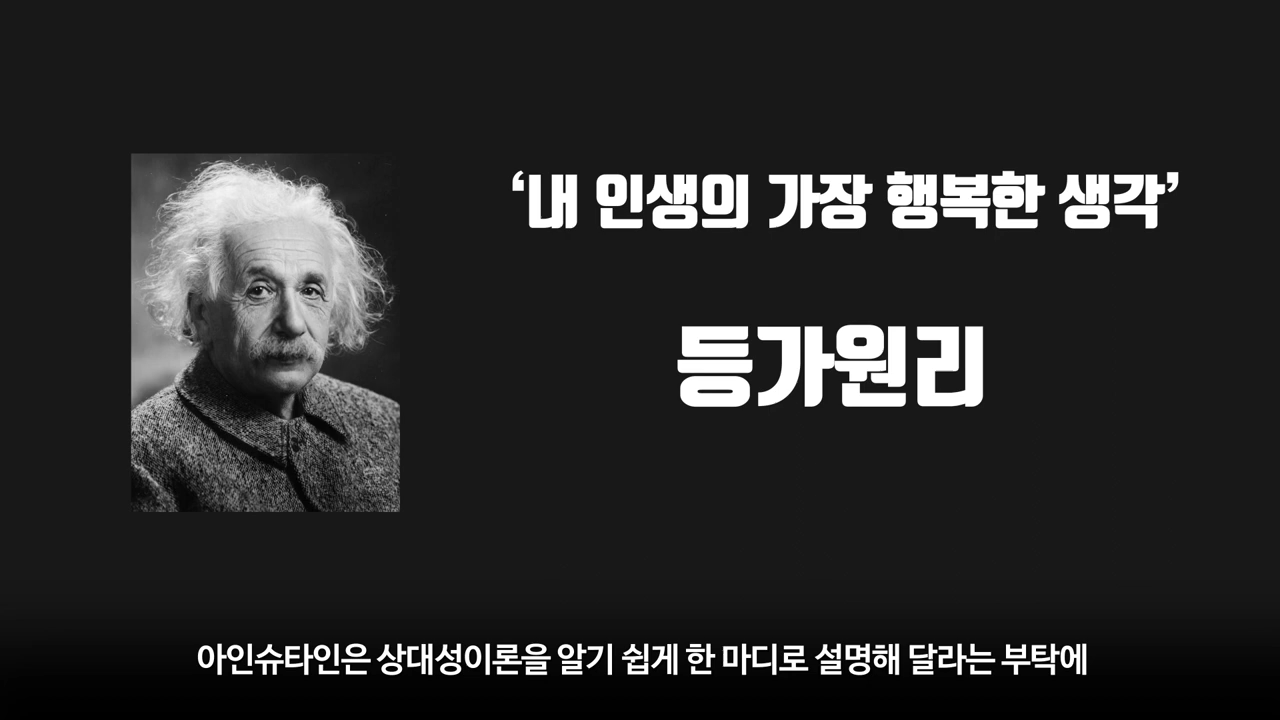 ‘내 인생의 가장 행복한 생각’
등가원리
아인슈타인은 상대성이론을 알기 쉽게 한 마디로 설명해 달라는 부탁에